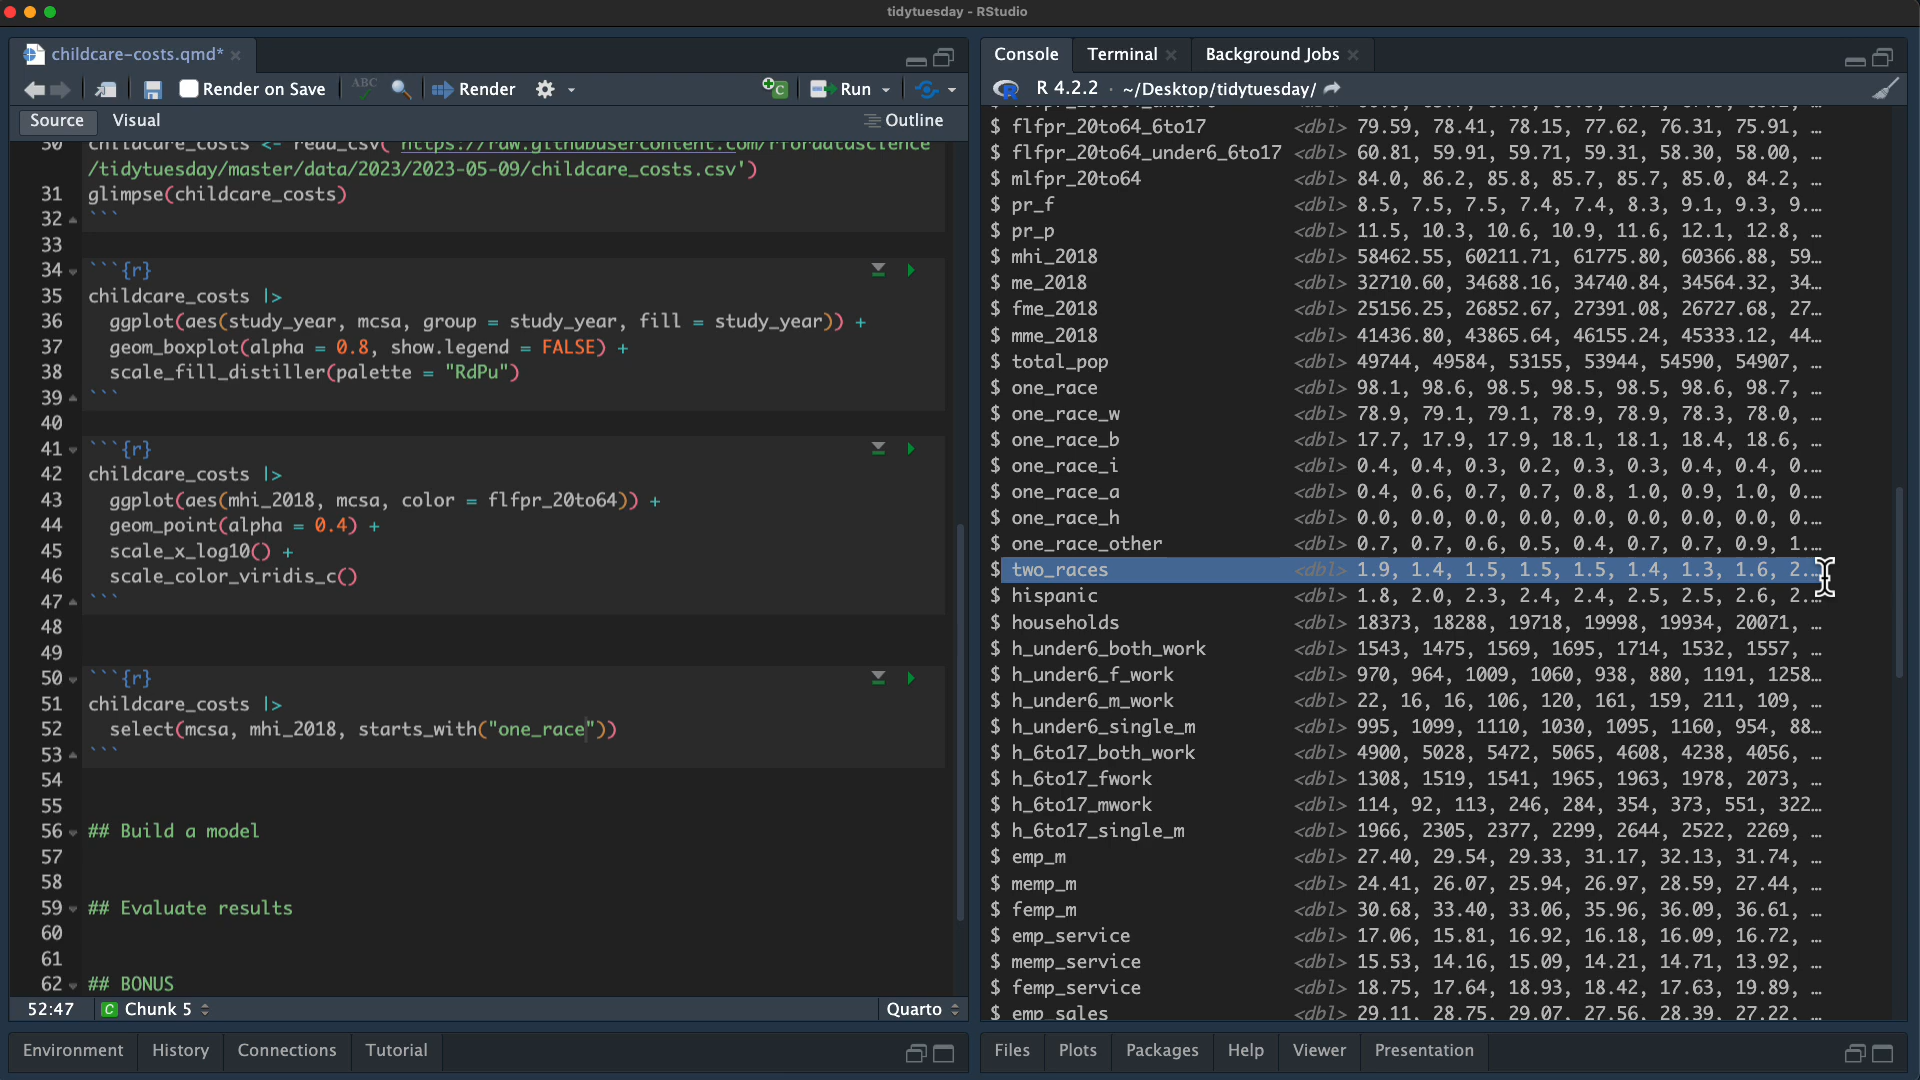 tidytuesday - RStudio
childcare-costs.qmd*
Render on Save
ABC
Render
Run
Source
Visual
Outline
30 childcare_costs <- read_csv('https://raw.githubusercontent.com/rfordatascience
/tidytuesday/master/data/2023/2023-05-09/childcare_costs.csv')
31 glimpse(childcare_costs)
32 ```
33
34 ```{r}
35 childcare_costs |>
36 ggplot(aes(study_year, mcsa, group = study_year, fill = study_year)) +
37 geom_boxplot(alpha = 0.8, show.legend = FALSE) +
38 scale_fill_distiller(palette = "RdPu")
39 ```
40
41 ```{r}
42 childcare_costs |>
43 ggplot(aes(mhi_2018, mcsa, color = flfpr_20to64)) +
44 geom_point(alpha = 0.4) +
45 scale_x_log10() +
46 scale_color_viridis_c()
47 ```
48
49
50 ```{r}
51 childcare_costs |>
52 select(mcsa, mhi_2018, starts_with("one_race"))
53 ```
54
55
56 ## Build a model
57
58
59 ## Evaluate results
60
61
62 ## BONUS
52:47
C Chunk 5
Quarto
Environment
History
Connections
Tutorial
Console
Terminal
Background Jobs
R 4.2.2 · ~/Desktop/tidytuesday/
$ flfpr_20to64_6to17 <dbl> 79.59, 78.41, 78.15, 77.62, 76.31, 75.91, …
$ flfpr_20to64_under6_6to17 <dbl> 60.81, 59.91, 59.71, 59.31, 58.30, 58.00, …
$ mlfpr_20to64 <dbl> 84.0, 86.2, 85.8, 85.7, 85.7, 85.0, 84.2, …
$ pr_f <dbl> 8.5, 7.5, 7.5, 7.4, 7.4, 8.3, 9.1, 9.3, 9.…
$ pr_p <dbl> 11.5, 10.3, 10.6, 10.9, 11.6, 12.1, 12.8, …
$ mhi_2018 <dbl> 58462.55, 60211.71, 61775.80, 60366.88, 59…
$ me_2018 <dbl> 32710.60, 34688.16, 34740.84, 34564.32, 34…
$ fme_2018 <dbl> 25156.25, 26852.67, 27391.08, 26727.68, 27…
$ mme_2018 <dbl> 41436.80, 43865.64, 46155.24, 45333.12, 44…
$ total_pop <dbl> 49744, 49584, 53155, 53944, 54590, 54907, …
$ one_race <dbl> 98.1, 98.6, 98.5, 98.5, 98.5, 98.6, 98.7, …
$ one_race_w <dbl> 78.9, 79.1, 79.1, 78.9, 78.9, 78.3, 78.0, …
$ one_race_b <dbl> 17.7, 17.9, 17.9, 18.1, 18.1, 18.4, 18.6, …
$ one_race_i <dbl> 0.4, 0.4, 0.3, 0.2, 0.3, 0.3, 0.4, 0.4, 0.…
$ one_race_a <dbl> 0.4, 0.6, 0.7, 0.7, 0.8, 1.0, 0.9, 1.0, 0.…
$ one_race_h <dbl> 0.0, 0.0, 0.0, 0.0, 0.0, 0.0, 0.0, 0.0, 0.…
$ one_race_other <dbl> 0.7, 0.7, 0.6, 0.5, 0.4, 0.7, 0.7, 0.9, 1.…
$ two_races <dbl> 1.9, 1.4, 1.5, 1.5, 1.5, 1.4, 1.3, 1.6, 2.…
$ hispanic <dbl> 1.8, 2.0, 2.3, 2.4, 2.4, 2.5, 2.5, 2.6, 2.…
$ households <dbl> 18373, 18288, 19718, 19998, 19934, 20071, …
$ h_under6_both_work <dbl> 1543, 1475, 1569, 1695, 1714, 1532, 1557, …
$ h_under6_f_work <dbl> 970, 964, 1009, 1060, 938, 880, 1191, 1258…
$ h_under6_m_work <dbl> 22, 16, 16, 106, 120, 161, 159, 211, 109, …
$ h_under6_single_m <dbl> 995, 1099, 1110, 1030, 1095, 1160, 954, 88…
$ h_6to17_both_work <dbl> 4900, 5028, 5472, 5065, 4608, 4238, 4056, …
$ h_6to17_fwork <dbl> 1308, 1519, 1541, 1965, 1963, 1978, 2073, …
$ h_6to17_mwork <dbl> 114, 92, 113, 246, 284, 354, 373, 551, 322…
$ h_6to17_single_m <dbl> 1966, 2305, 2377, 2299, 2644, 2522, 2269, …
$ emp_m <dbl> 27.40, 29.54, 29.33, 31.17, 32.13, 31.74, …
$ memp_m <dbl> 24.41, 26.07, 25.94, 26.97, 28.59, 27.44, …
$ femp_m <dbl> 30.68, 33.40, 33.06, 35.96, 36.09, 36.61, …
$ emp_service <dbl> 17.06, 15.81, 16.92, 16.18, 16.09, 16.72, …
$ memp_service <dbl> 15.53, 14.16, 15.09, 14.21, 14.71, 13.92, …
$ femp_service <dbl> 18.75, 17.64, 18.93, 18.42, 17.63, 19.89, …
$ emp_sales <dbl> 29.11, 28.75, 29.07, 27.56, 28.39, 27.22, …
Files
Plots
Packages
Help
Viewer
Presentation